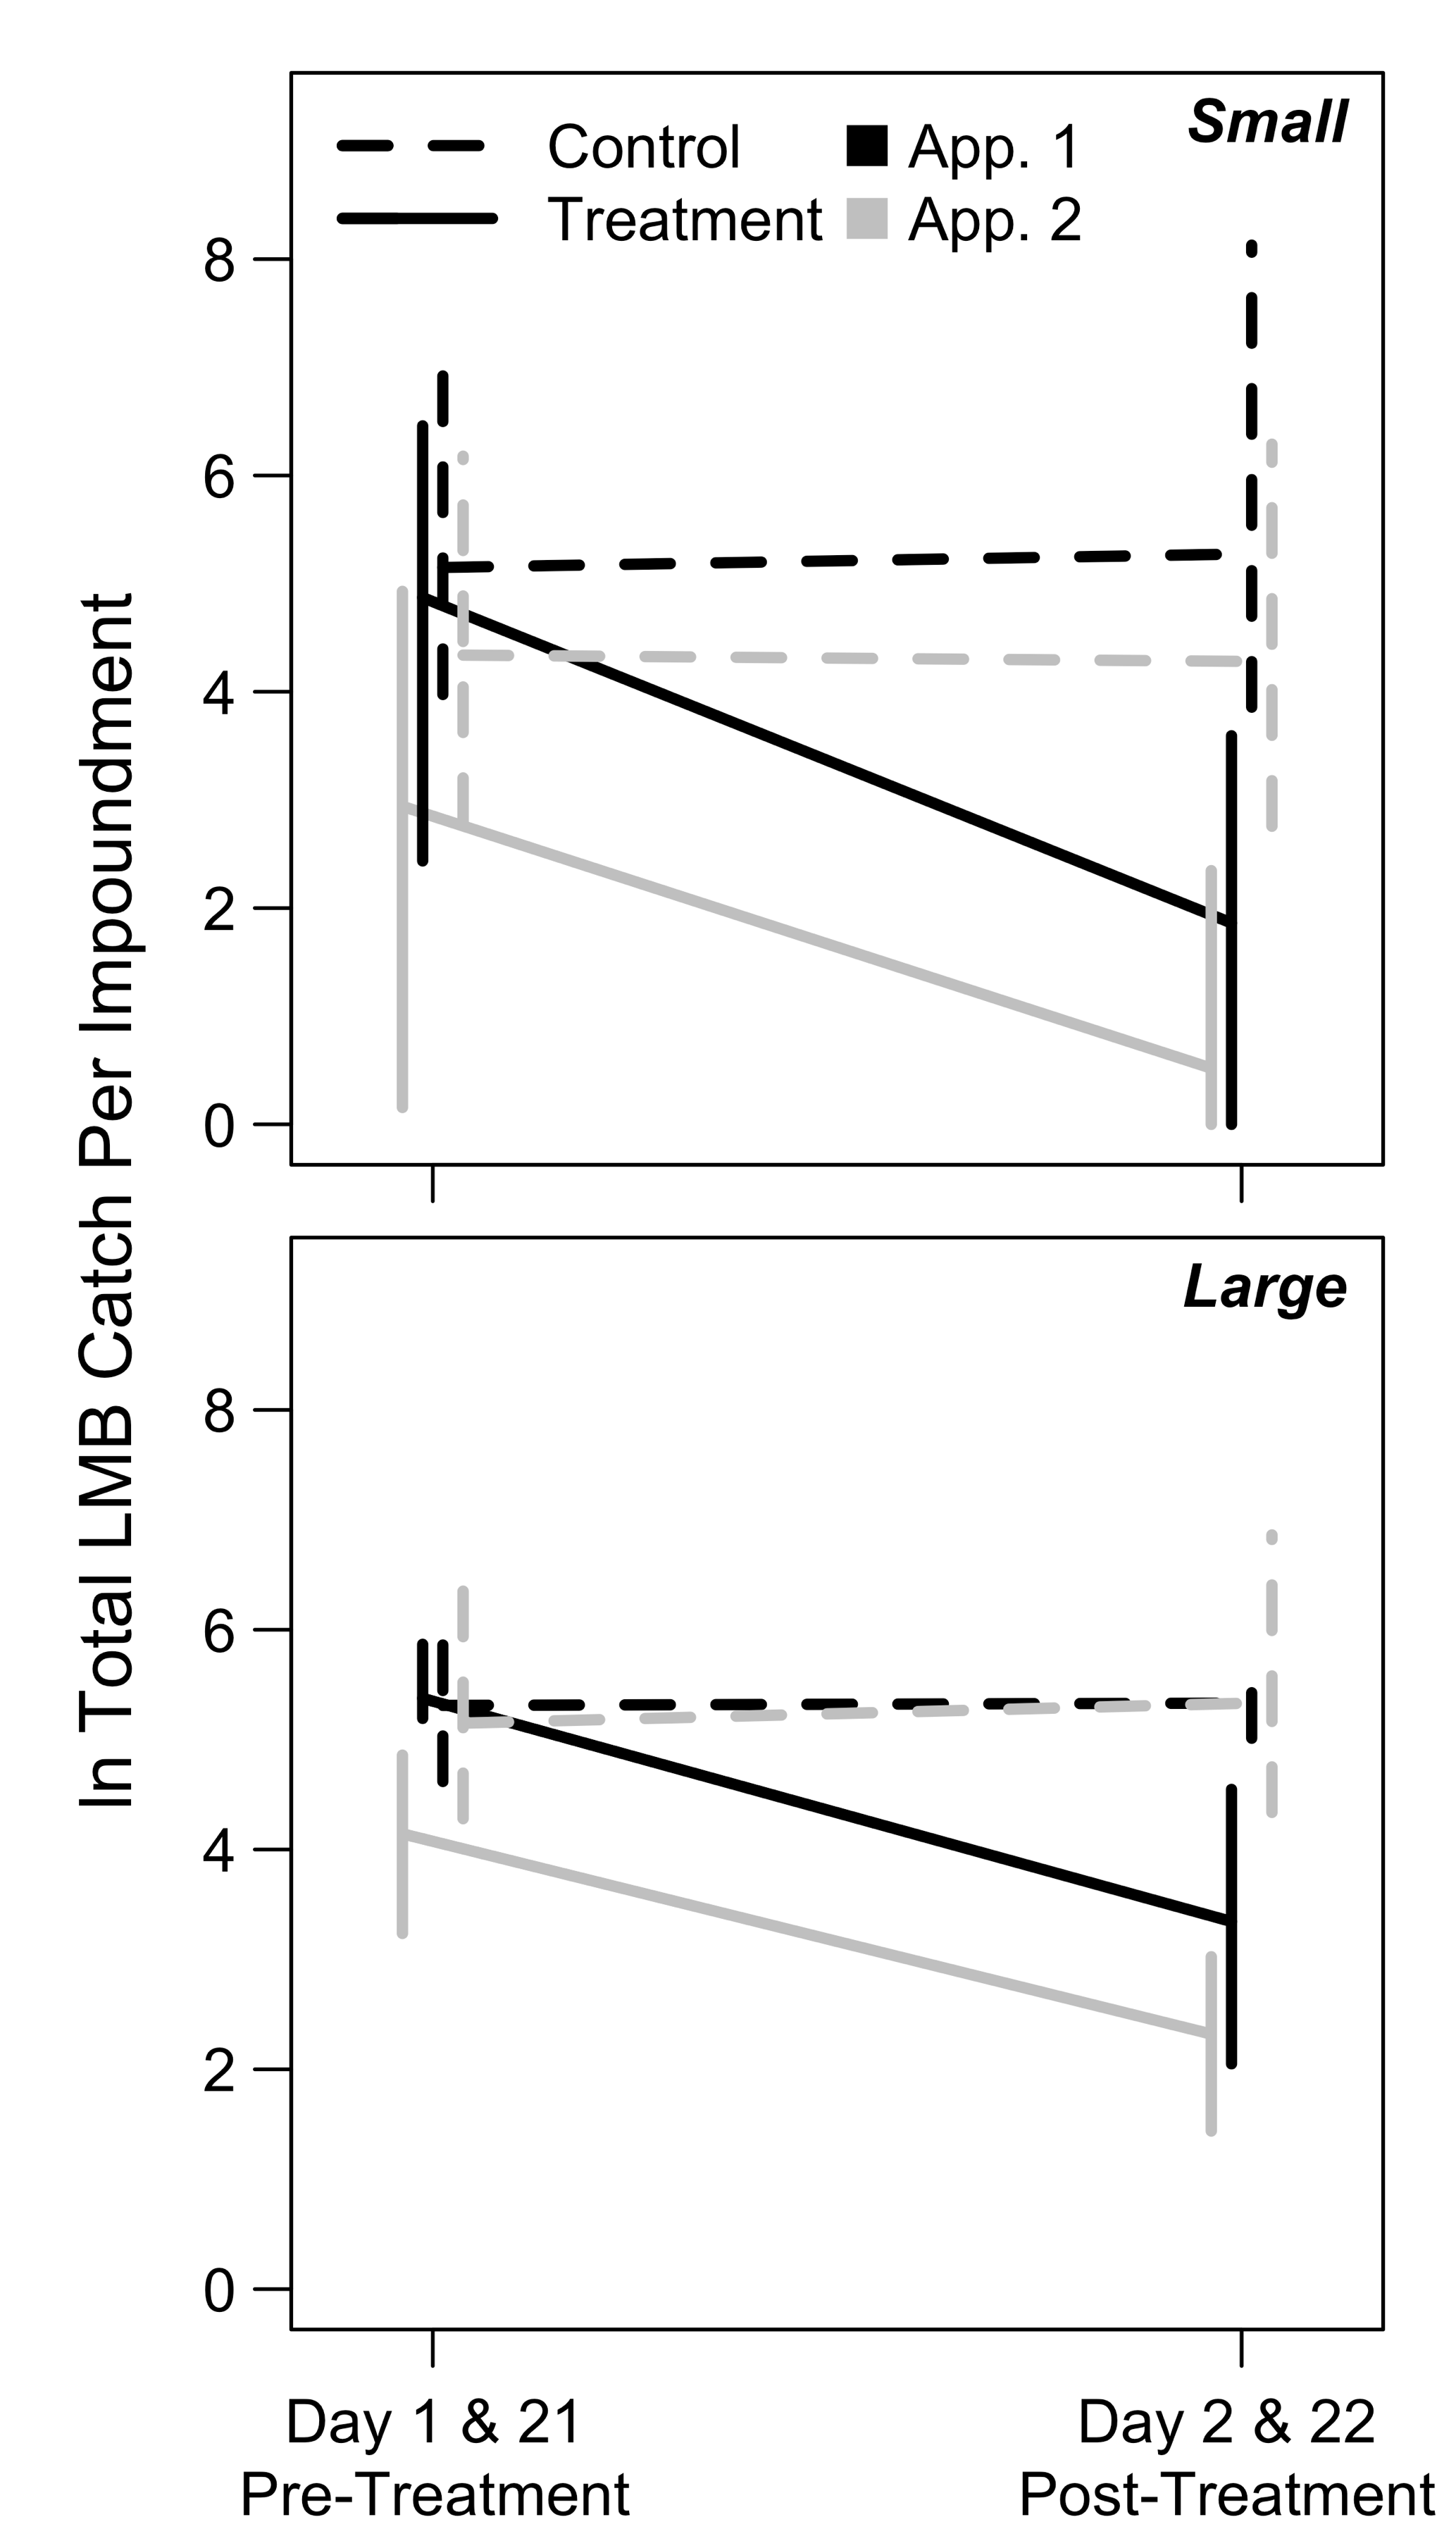 Small
Control
App. 1
Treatment
App. 2
8
6
4
2
0
ln Total LMB Catch Per Impoundment
Large
8
6
4
2
0
Day 1 & 21
Pre-Treatment
Day 2 & 22
Post-Treatment